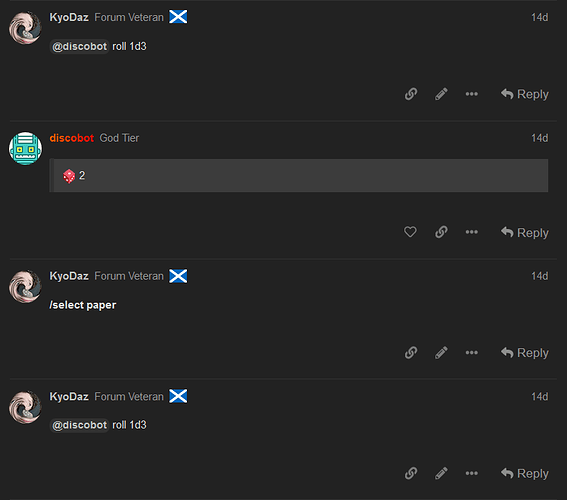 KyoDaz Forum Veteran 14d
@discobot roll 1d3
Reply
discobot God Tier 14d
2
Reply
KyoDaz Forum Veteran 14d
/select paper
Reply
KyoDaz Forum Veteran 14d
@discobot roll 1d3
Reply